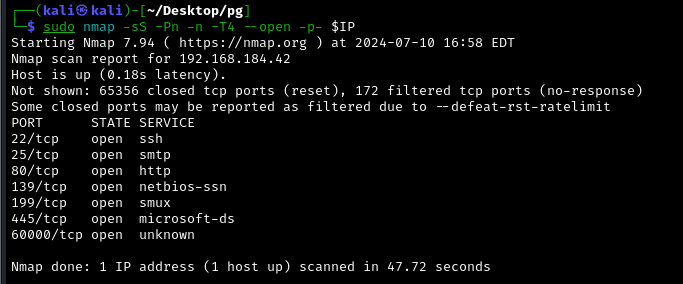 ┌──(kali㉿kali)-[~/Desktop/pg]
└─$ sudo nmap -sS -Pn -n -T4 --open -p- $IP
Starting Nmap 7.94 ( https://nmap.org ) at 2024-07-10 16:58 EDT
Nmap scan report for 192.168.184.42
Host is up (0.18s latency).
Not shown: 65356 closed tcp ports (reset), 172 filtered tcp ports (no-response)
Some closed ports may be reported as filtered due to --defeat-rst-ratelimit
PORT      STATE SERVICE
22/tcp    open  ssh
25/tcp    open  smtp
80/tcp    open  http
139/tcp   open  netbios-ssn
199/tcp   open  smux
445/tcp   open  microsoft-ds
60000/tcp open  unknown
Nmap done: 1 IP address (1 host up) scanned in 47.72 seconds